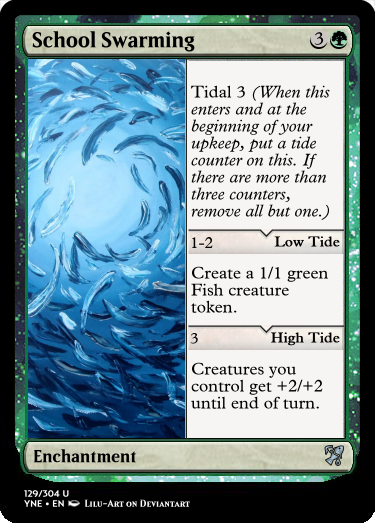 School Swarming 3
Tidal 3 (When this
enters and at the
beginning of your
upkeep, put a tide
counter on this. If
there are more than
three counters,
remove all but one.)
1-2 Low Tide
Create a 1/1 green
Fish creature
token.
3 High Tide
Creatures you
control get +2/+2
until end of turn.
Enchantment
129/304 U
YNE • EN Lilu-Art on Deviantart